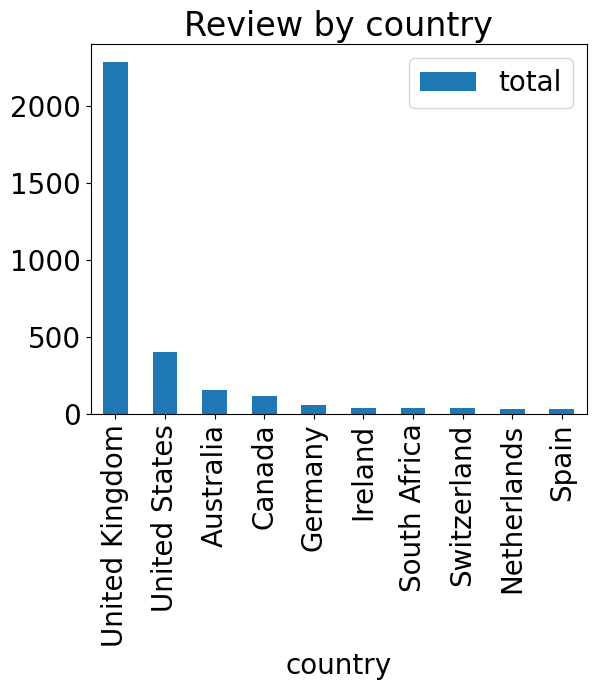 Review by country
total
2000
1500
1000
500
0
United Kingdom
United States
Australia
Canada
Germany
Ireland
South Africa
Switzerland
Netherlands
Spain
country